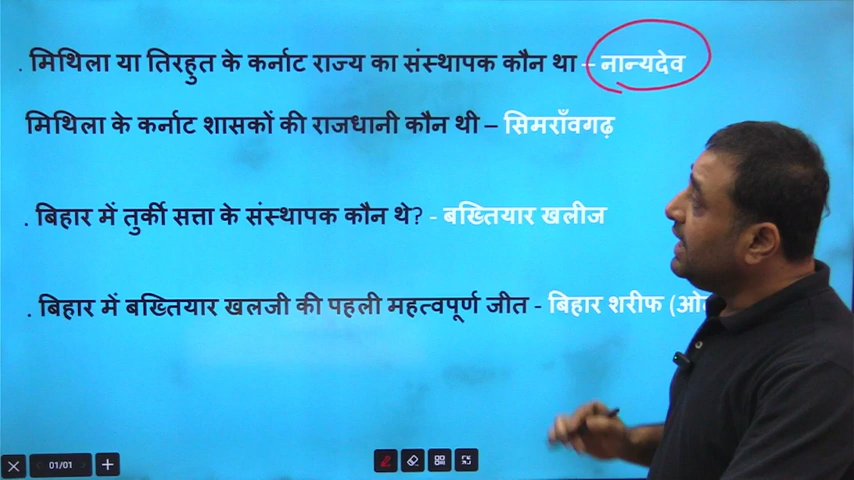 . मिथिला या तिरहुत के कर्नाट राज्य का संस्थापक कौन था – नान्यदेव
मिथिला के कर्नाट शासकों की राजधानी कौन थी – सिमराँवगढ़
. बिहार में तुर्की सत्ता के संस्थापक कौन थे? - बख्तियार खलीज
. बिहार में बख्तियार खलजी की पहली महत्वपूर्ण जीत - बिहार शरीफ
01/01